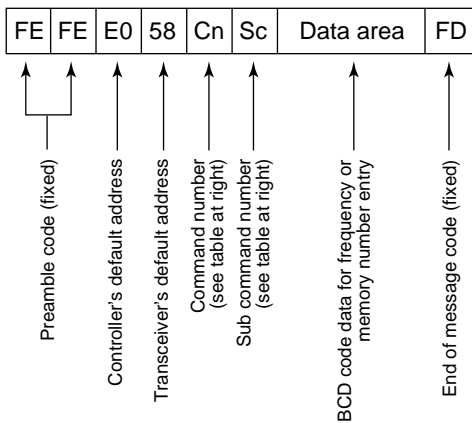 FE FE E0 58 Cn Sc Data area FD
Preamble code (fixed)
Controller's default address
Transceiver's default address
Command number
(see table at right)
Sub command number
(see table at right)
BCD code data for frequency or
memory number entry
End of message code (fixed)